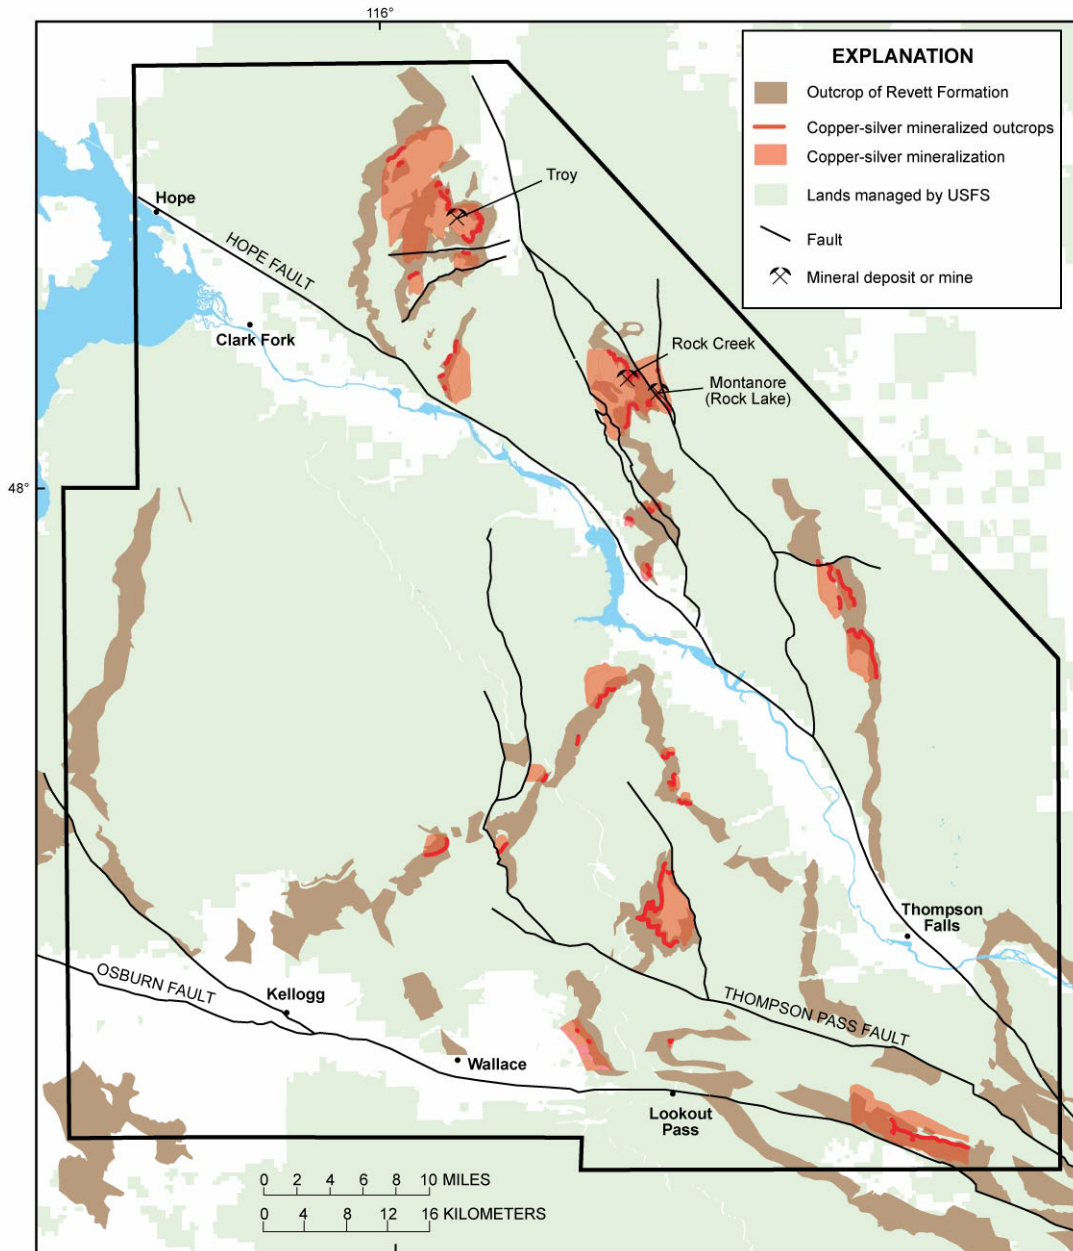 116°
EXPLANATION
Outcrop of Revett Formation
Copper-silver mineralized outcrops
Copper-silver mineralization
Lands managed by USFS
Fault
Mineral deposit or mine
Troy
Hope
HOPE FAULT
Clark Fork
Rock Creek
Montanore
(Rock Lake)
48°
Thompson
Falls
OSBURN FAULT
Kellogg
THOMPSON PASS FAULT
Wallace
Lookout
Pass
0 2 4 6 8 10 MILES
0 4 8 12 16 KILOMETERS